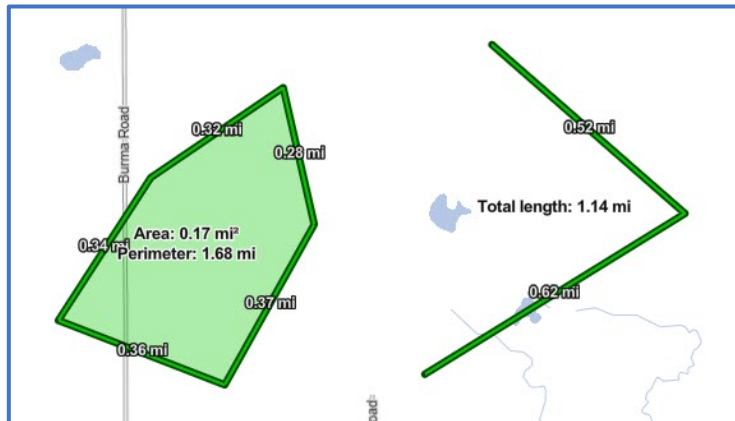 Burma Road
0.32 mi
0.28 mi
0.34 mi
Area: 0.17 mi²
Perimeter: 1.68 mi
0.37 mi
0.36 mi
0.52 mi
Total length: 1.14 mi
0.62 mi